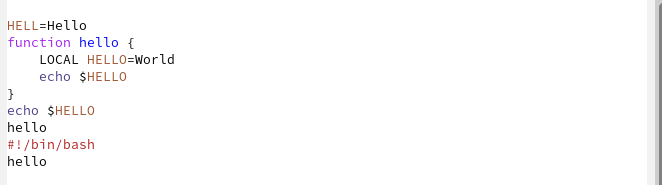 HELL=Hello
function hello {
    LOCAL HELLO=World
    echo $HELLO
}
echo $HELLO
hello
#!/bin/bash
hello